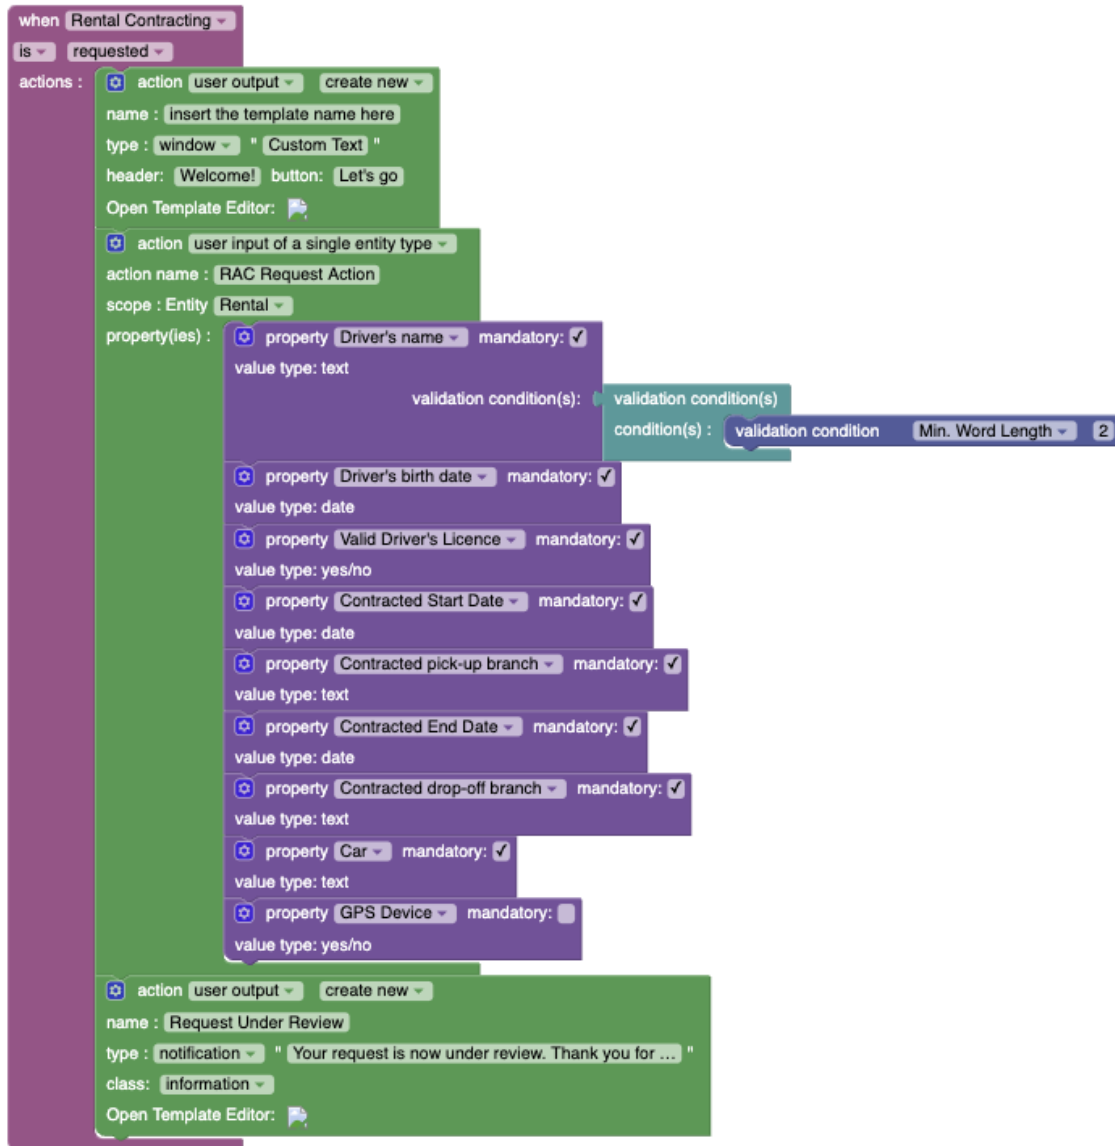 when Rental Contracting
is requested
actions : action user output create new
name : insert the template name here
type : window " Custom Text "
header: Welcome! button: Let's go
Open Template Editor:
action user input of a single entity type
action name : RAC Request Action
scope : Entity Rental
property(ies) : property Driver's name mandatory: ✓
value type: text
validation condition(s): validation condition(s)
condition(s) : validation condition Min. Word Length 2
property Driver's birth date mandatory: ✓
value type: date
property Valid Driver's Licence mandatory: ✓
value type: yes/no
property Contracted Start Date mandatory: ✓
value type: date
property Contracted pick-up branch mandatory: ✓
value type: text
property Contracted End Date mandatory: ✓
value type: date
property Contracted drop-off branch mandatory: ✓
value type: text
property Car mandatory: ✓
value type: text
property GPS Device mandatory:
value type: yes/no
action user output create new
name : Request Under Review
type : notification " Your request is now under review. Thank you for ... "
class: information
Open Template Editor: